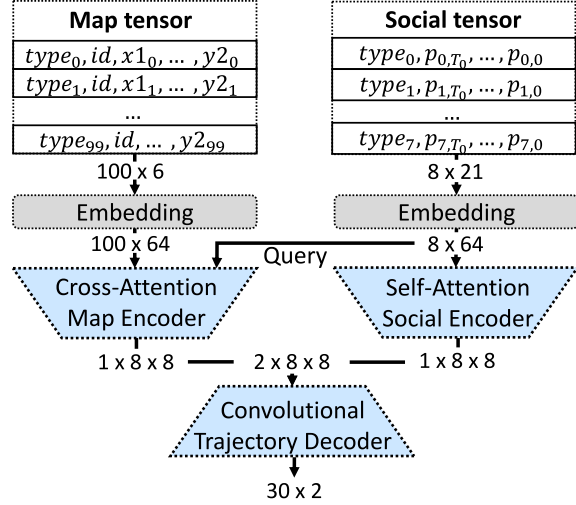 Map tensor
type₀, id, x1₀, … , y2₀
type₁, id, x1₁, … , y2₁
...
type₉₉, id, … , y2₉₉
100 x 6
Embedding
100 x 64
Cross-Attention
Map Encoder
1 x 8 x 8
Social tensor
type₀, p₀,T₀, … , p₀,₀
type₁, p₁,T₀, … , p₁,₀
...
type₇, p₇,T₀, … , p₇,₀
8 x 21
Embedding
8 x 64
Query
Self-Attention
Social Encoder
1 x 8 x 8
2 x 8 x 8
Convolutional
Trajectory Decoder
30 x 2